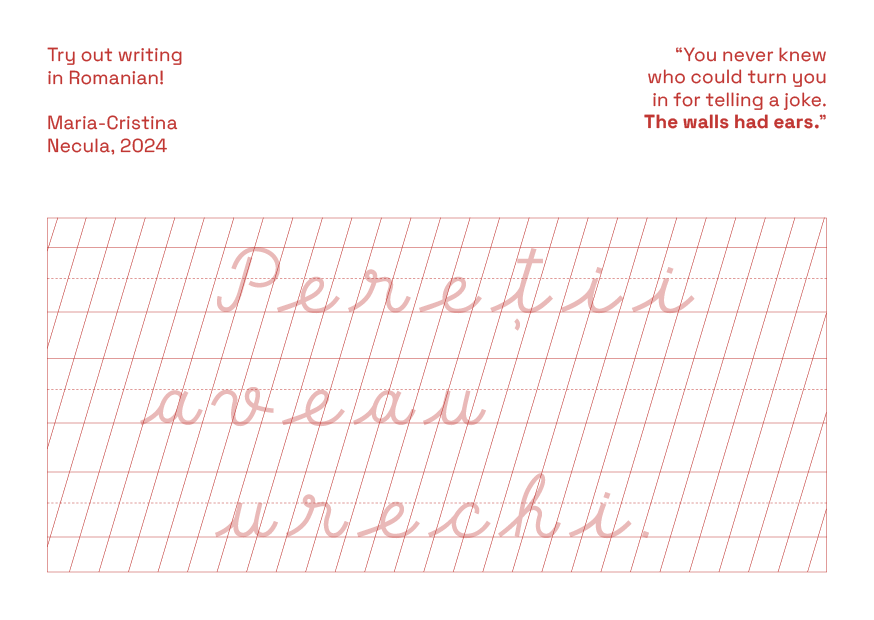 Try out writing
in Romanian!
Maria-Cristina
Necula, 2024
“You never knew
who could turn you
in for telling a joke.
The walls had ears.”
Pereții
aveau
urechi.